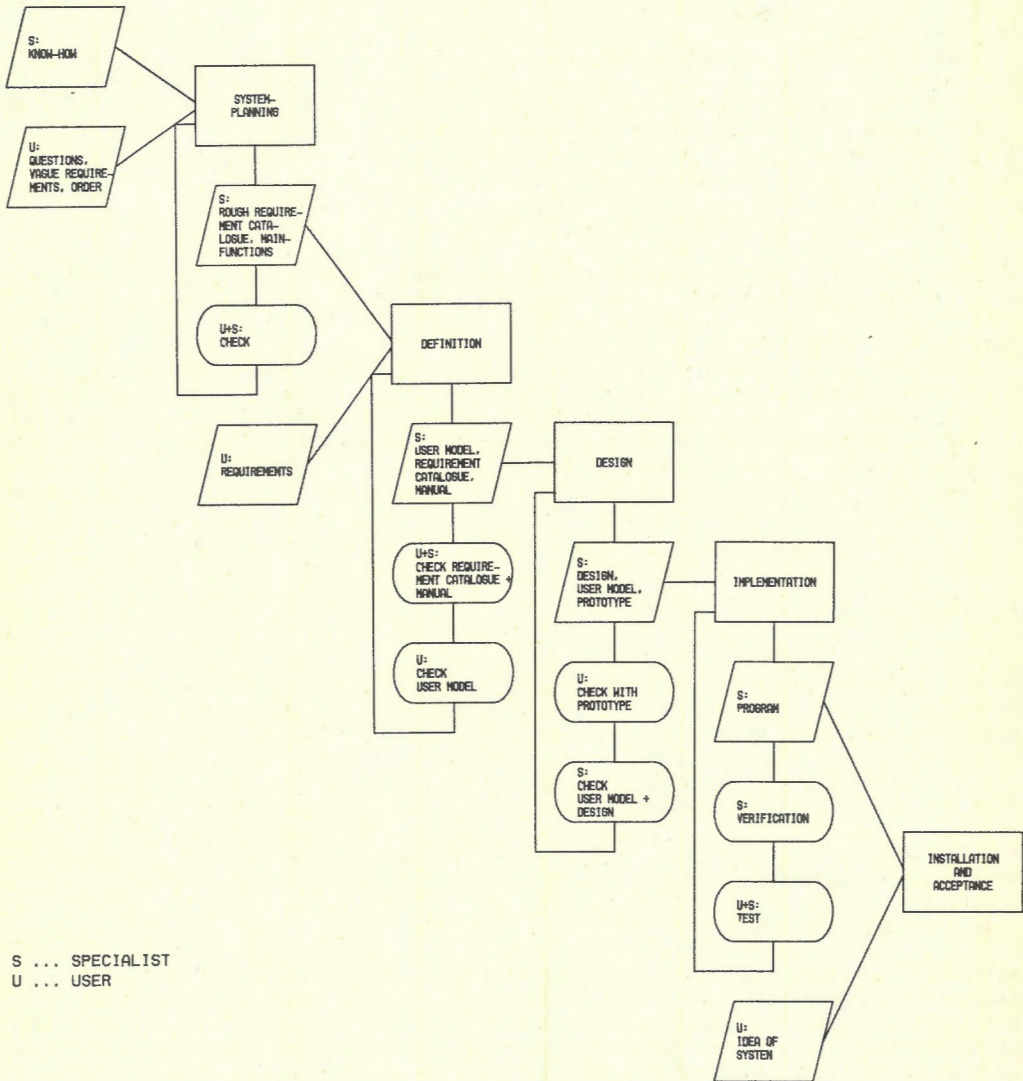 S:
KNOW-HOW
SYSTEM-
PLANNING
U:
QUESTIONS,
VAGUE REQUIRE-
MENTS, ORDER
S:
ROUGH REQUIRE-
MENT CATA-
LOGUE, MAIN-
FUNCTIONS
U+S:
CHECK
DEFINITION
U:
REQUIREMENTS
S:
USER MODEL,
REQUIREMENT
CATALOGUE,
MANUAL
DESIGN
U+S:
CHECK REQUIRE-
MENT CATALOGUE +
MANUAL
U:
CHECK
USER MODEL
S:
DESIGN,
USER MODEL,
PROTOTYPE
IMPLEMENTATION
U:
CHECK WITH
PROTOTYPE
S:
CHECK
USER MODEL +
DESIGN
S:
PROGRAM
S:
VERIFICATION
U+S:
TEST
INSTALLATION
AND
ACCEPTANCE
U:
IDEA OF
SYSTEM
S ... SPECIALIST
U ... USER